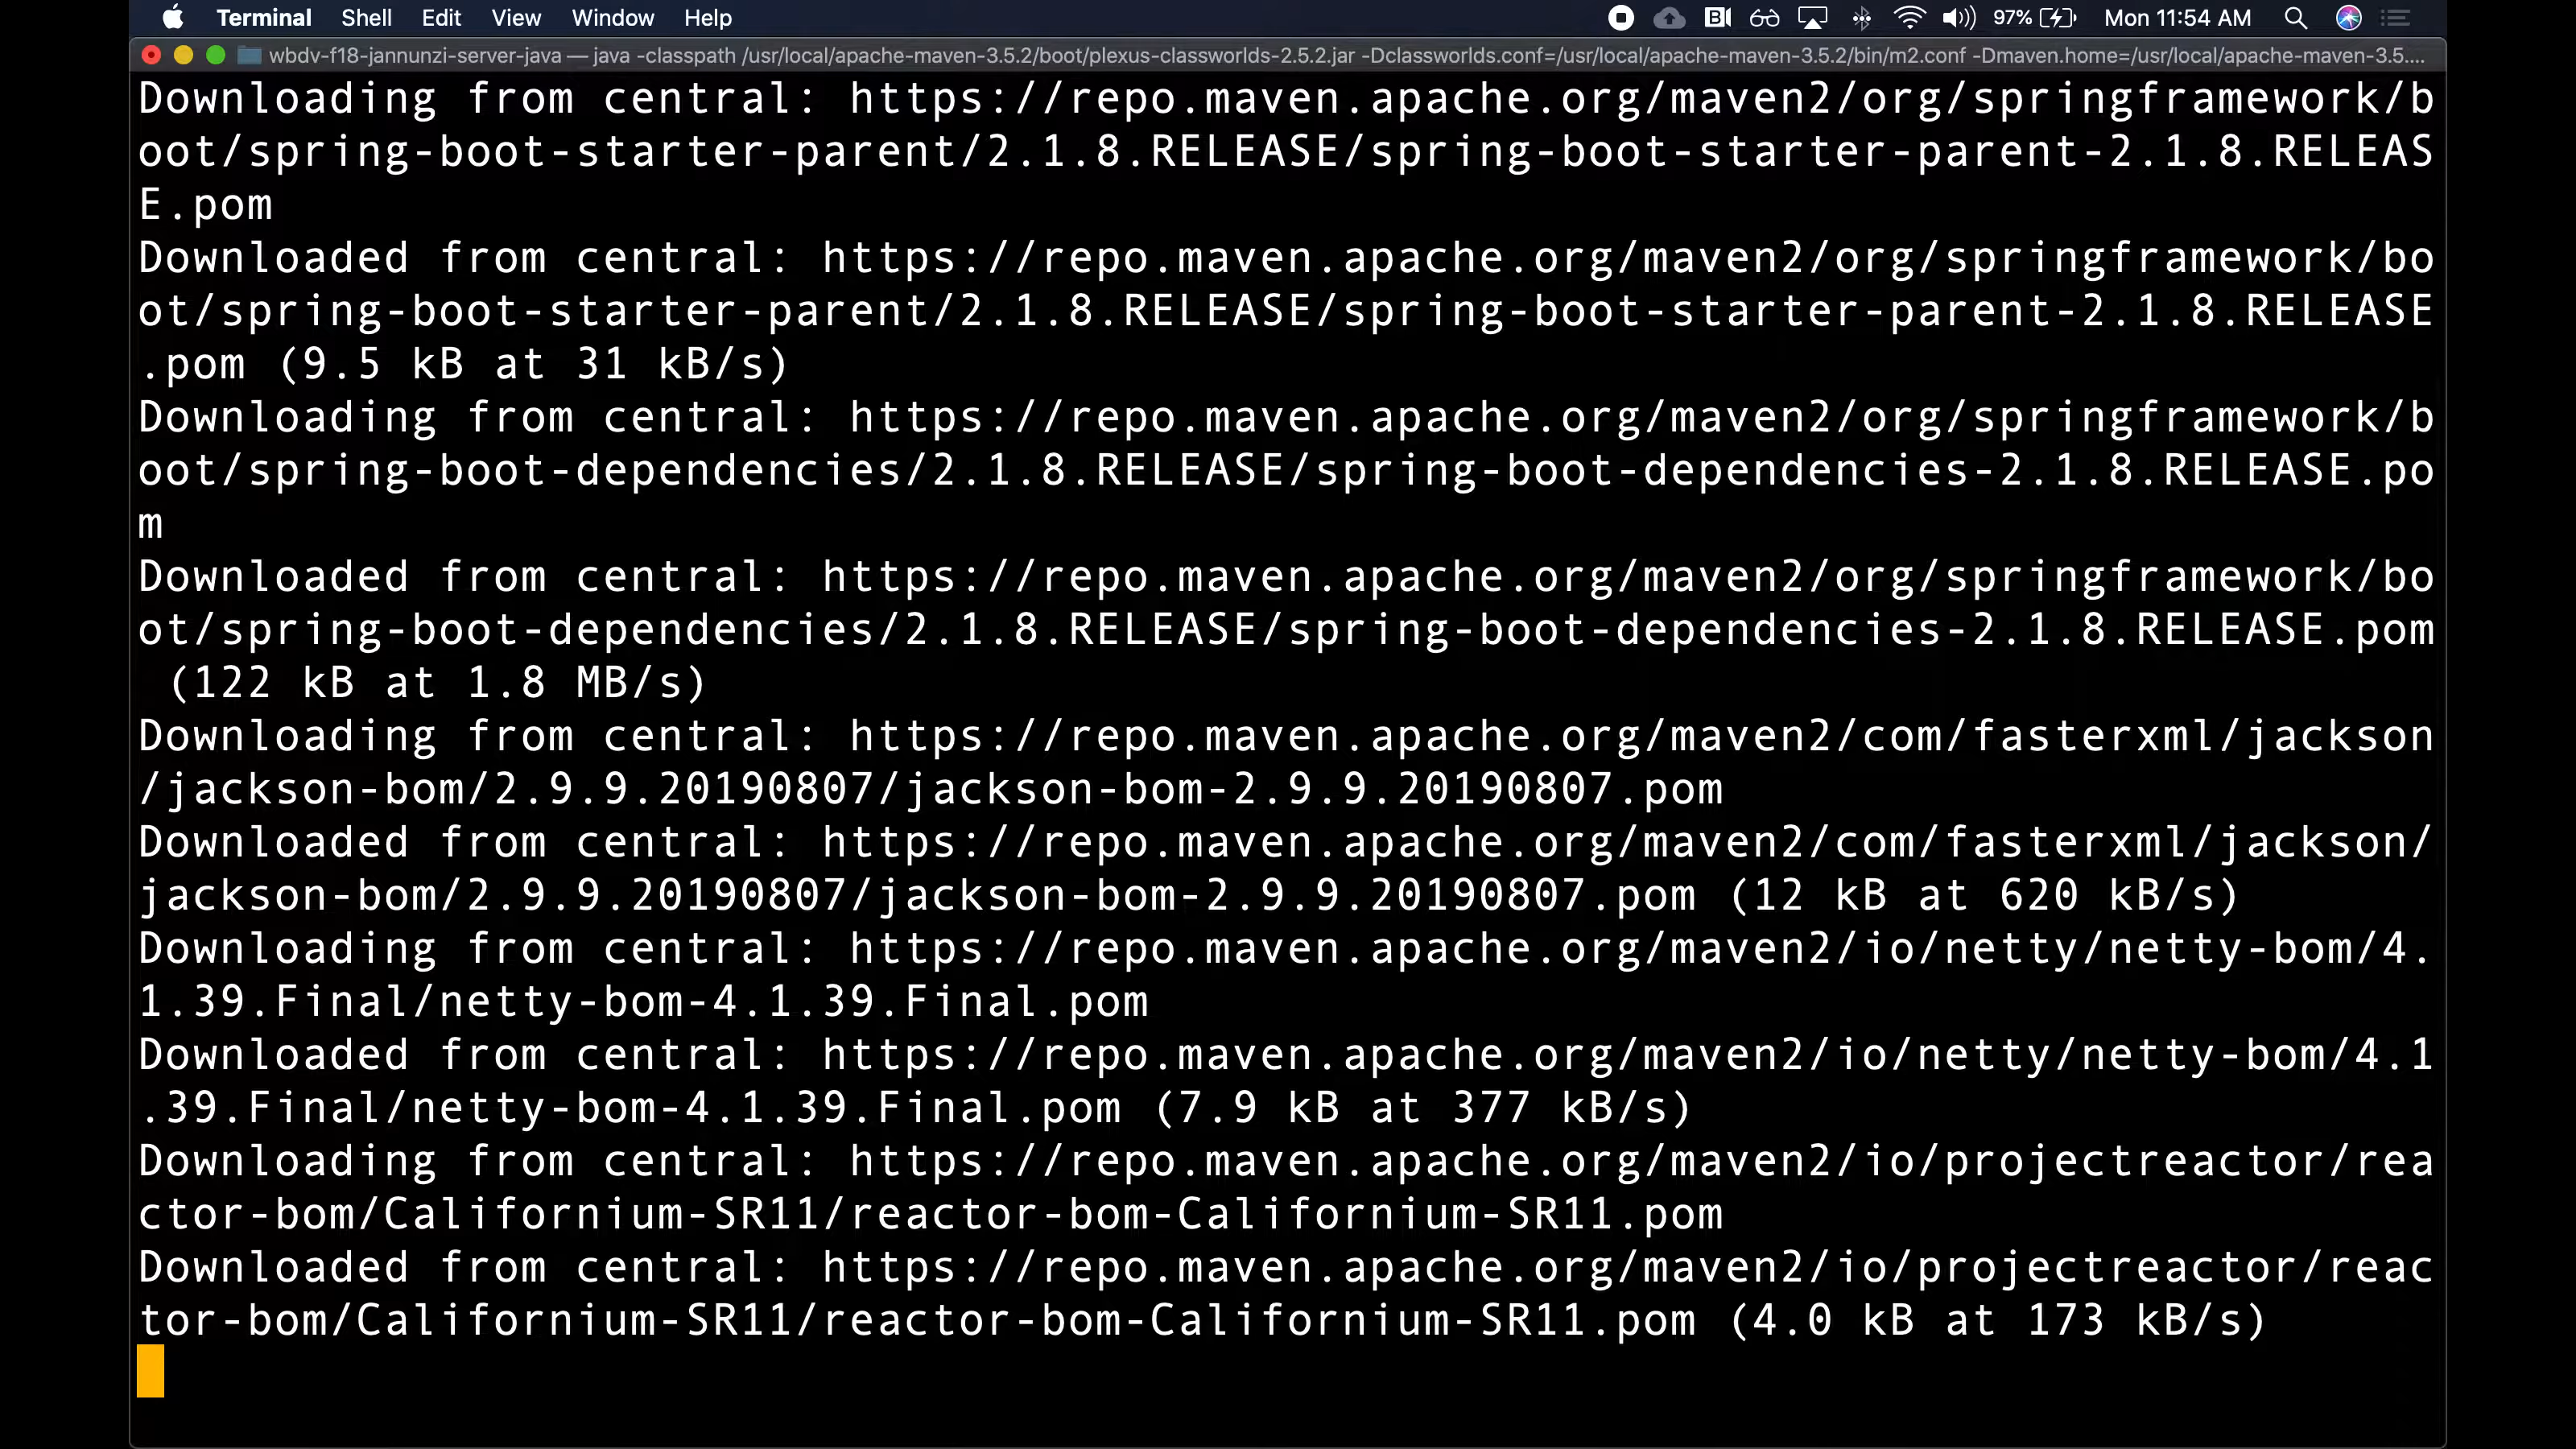 Terminal Shell Edit View Window Help 97% Mon 11:54 AM
wbdv-f18-jannunzi-server-java — java -classpath /usr/local/apache-maven-3.5.2/boot/plexus-classworlds-2.5.2.jar -Dclassworlds.conf=/usr/local/apache-maven-3.5.2/bin/m2.conf -Dmaven.home=/usr/local/apache-maven-3.5....
Downloading from central: https://repo.maven.apache.org/maven2/org/springframework/b
oot/spring-boot-starter-parent/2.1.8.RELEASE/spring-boot-starter-parent-2.1.8.RELEAS
E.pom
Downloaded from central: https://repo.maven.apache.org/maven2/org/springframework/bo
ot/spring-boot-starter-parent/2.1.8.RELEASE/spring-boot-starter-parent-2.1.8.RELEASE
.pom (9.5 kB at 31 kB/s)
Downloading from central: https://repo.maven.apache.org/maven2/org/springframework/b
oot/spring-boot-dependencies/2.1.8.RELEASE/spring-boot-dependencies-2.1.8.RELEASE.po
m
Downloaded from central: https://repo.maven.apache.org/maven2/org/springframework/bo
ot/spring-boot-dependencies/2.1.8.RELEASE/spring-boot-dependencies-2.1.8.RELEASE.pom
 (122 kB at 1.8 MB/s)
Downloading from central: https://repo.maven.apache.org/maven2/com/fasterxml/jackson
/jackson-bom/2.9.9.20190807/jackson-bom-2.9.9.20190807.pom
Downloaded from central: https://repo.maven.apache.org/maven2/com/fasterxml/jackson/
jackson-bom/2.9.9.20190807/jackson-bom-2.9.9.20190807.pom (12 kB at 620 kB/s)
Downloading from central: https://repo.maven.apache.org/maven2/io/netty/netty-bom/4.
1.39.Final/netty-bom-4.1.39.Final.pom
Downloaded from central: https://repo.maven.apache.org/maven2/io/netty/netty-bom/4.1
.39.Final/netty-bom-4.1.39.Final.pom (7.9 kB at 377 kB/s)
Downloading from central: https://repo.maven.apache.org/maven2/io/projectreactor/rea
ctor-bom/Californium-SR11/reactor-bom-Californium-SR11.pom
Downloaded from central: https://repo.maven.apache.org/maven2/io/projectreactor/reac
tor-bom/Californium-SR11/reactor-bom-Californium-SR11.pom (4.0 kB at 173 kB/s)